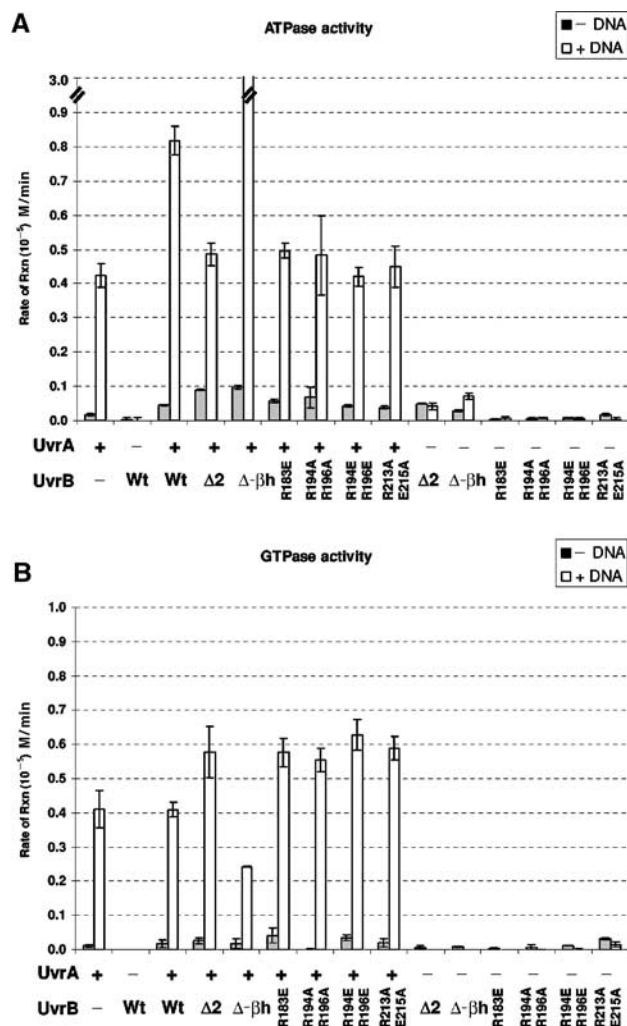 A
ATPase activity
■ – DNA
□ + DNA
3.0
0.9
0.8
0.7
0.6
0.5
0.4
0.3
0.2
0.1
0.0
Rate of Rxn (10⁻⁵) M/min
UvrA + – + + + + + + + – – – – – –
UvrB – Wt Wt Δ2 Δ-βh R183E R194A R196A R194E R196E R213A E215A Δ2 Δ-βh R183E R194A R196A R194E R196E R213A E215A
B
GTPase activity
■ – DNA
□ + DNA
1.0
0.9
0.8
0.7
0.6
0.5
0.4
0.3
0.2
0.1
0.0
Rate of Rxn (10⁻⁵) M/min
UvrA + – + + + + + + + – – – – – –
UvrB – Wt Wt Δ2 Δ-βh R183E R194A R196A R194E R196E R213A E215A Δ2 Δ-βh R183E R194A R196A R194E R196E R213A E215A